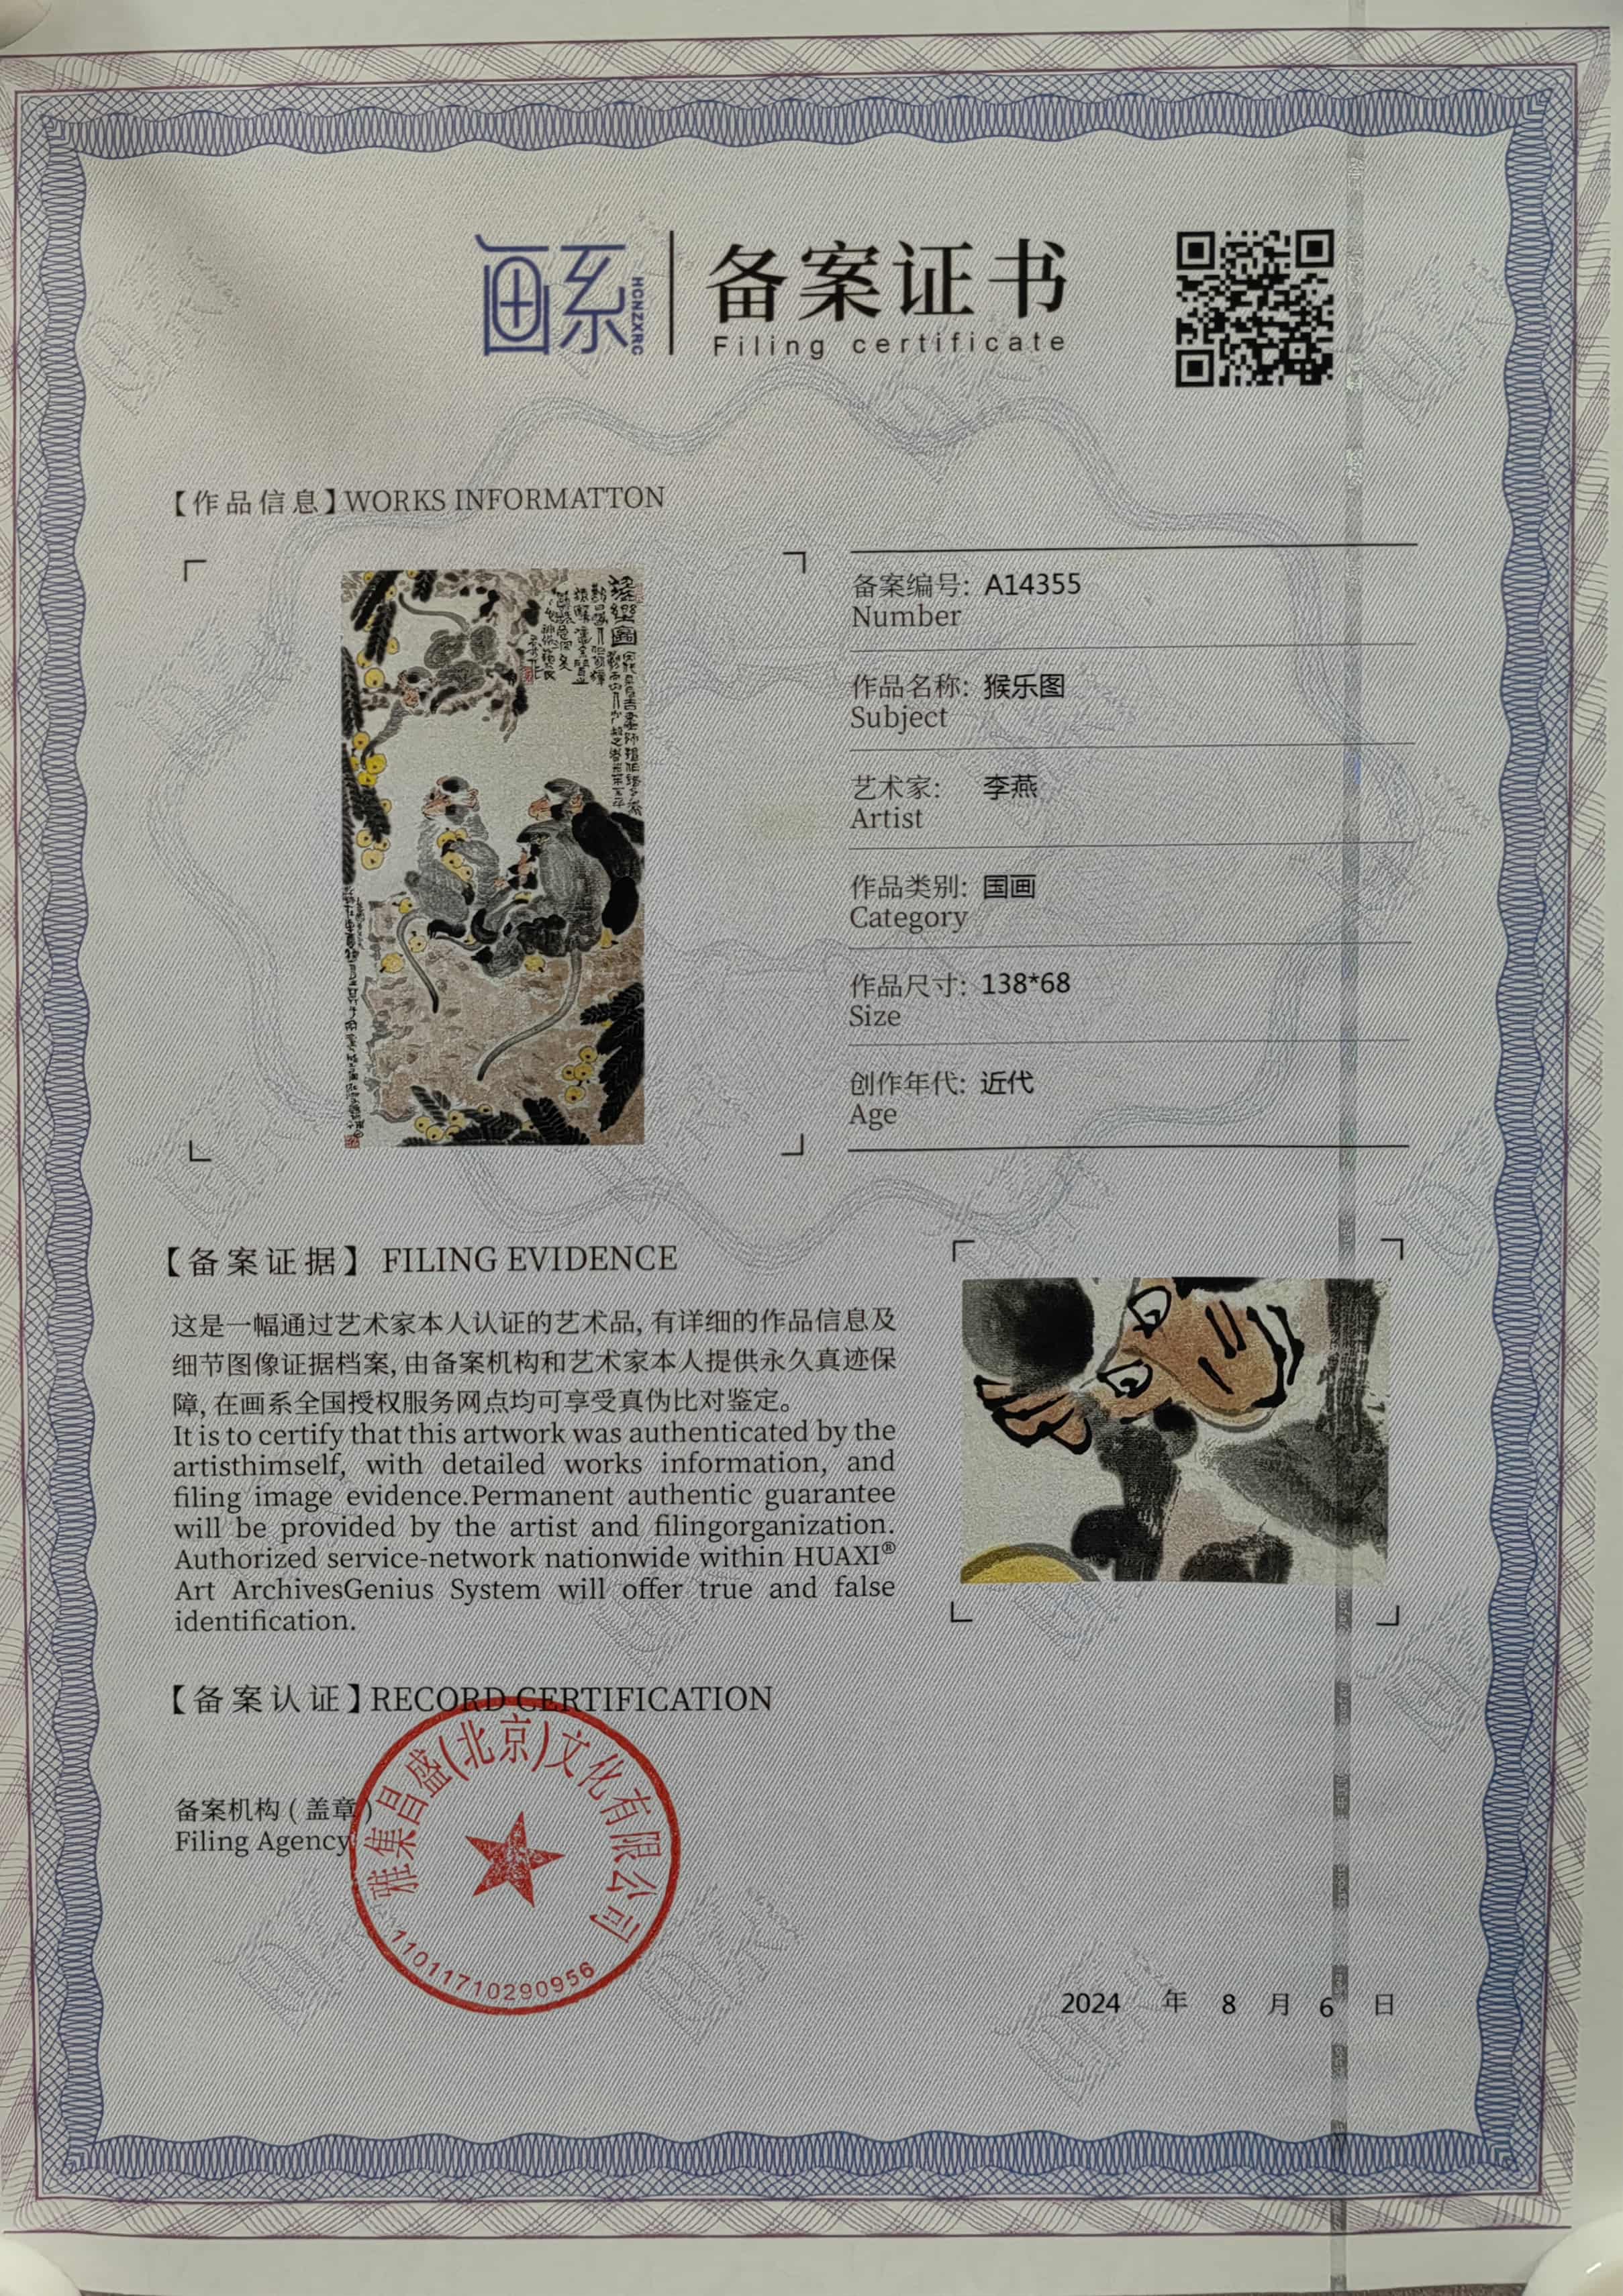 画系
HCNZXRC
备案证书
Filing certificate
【作品信息】WORKS INFORMATTON
备案编号: A14355
Number
作品名称: 猴乐图
Subject
艺术家: 李燕
Artist
作品类别: 国画
Category
作品尺寸: 138*68
Size
创作年代: 近代
Age
【备案证据】 FILING EVIDENCE
这是一幅通过艺术家本人认证的艺术品, 有详细的作品信息及
细节图像证据档案, 由备案机构和艺术家本人提供永久真迹保
障, 在画系全国授权服务网点均可享受真伪比对鉴定。
It is to certify that this artwork was authenticated by the
artisthimself, with detailed works information, and
filing image evidence.Permanent authentic guarantee
will be provided by the artist and filingorganization.
Authorized service-network nationwide within HUAXI®
Art ArchivesGenius System will offer true and false
identification.
【备案认证】RECORD CERTIFICATION
备案机构 ( 盖章 )
Filing Agency
雅集昌盛(北京)文化有限公司
11011710290956
2024 年 8 月 6 日